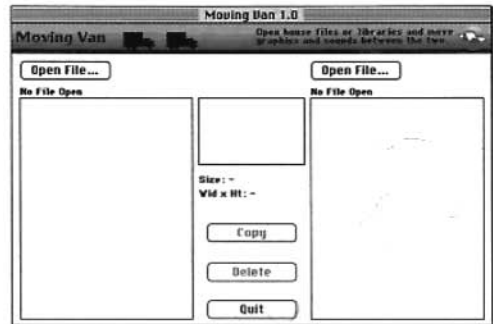 Moving Van 1.0
Moving Van
Open house files or libraries and move
graphics and sounds between the two.
Open File...
Open File...
No File Open
No File Open
Size: -
Wid x Ht: -
Copy
Delete
Quit